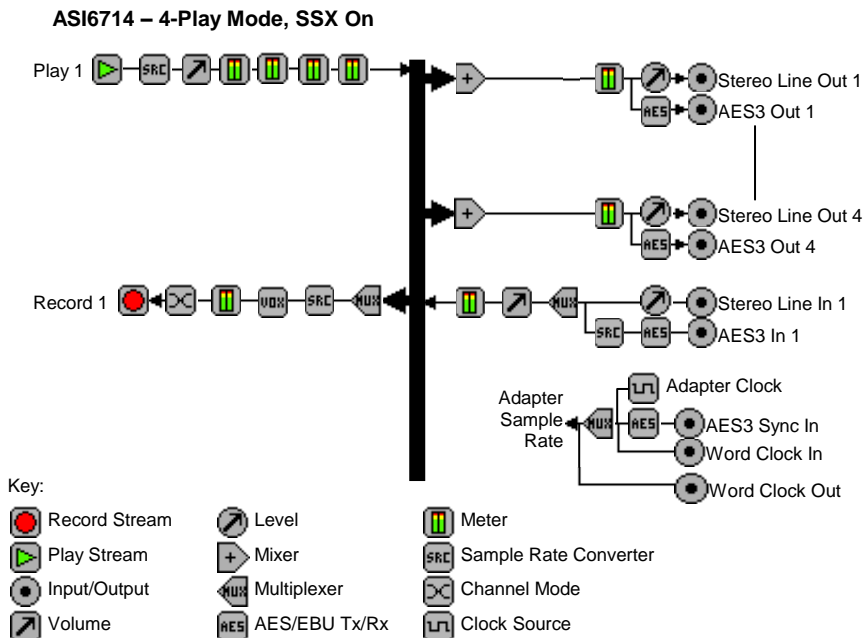 ASI6714 – 4-Play Mode, SSX On
Play 1
SRC
+
Stereo Line Out 1
AES
AES3 Out 1
+
Stereo Line Out 4
AES
AES3 Out 4
Record 1
VOX
SRC
MUX
MUX
Stereo Line In 1
SRC
AES
AES3 In 1
Adapter
Sample
Rate
MUX
Adapter Clock
AES
AES3 Sync In
Word Clock In
Word Clock Out
Key:
Record Stream
Level
Meter
Play Stream
+
Mixer
SRC
Sample Rate Converter
Input/Output
MUX
Multiplexer
Channel Mode
Volume
AES
AES/EBU Tx/Rx
Clock Source